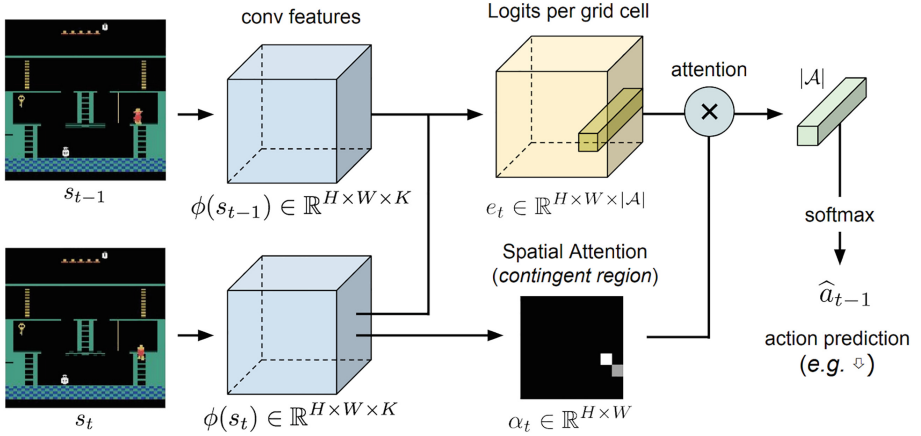 conv features
Logits per grid cell
attention
|𝒜|
s_{t−1}
ϕ(s_{t−1}) ∈ ℝ^{H×W×K}
e_t ∈ ℝ^{H×W×|𝒜|}
softmax
Spatial Attention
(contingent region)
â_{t−1}
action prediction
(e.g. ⇩)
s_t
ϕ(s_t) ∈ ℝ^{H×W×K}
α_t ∈ ℝ^{H×W}